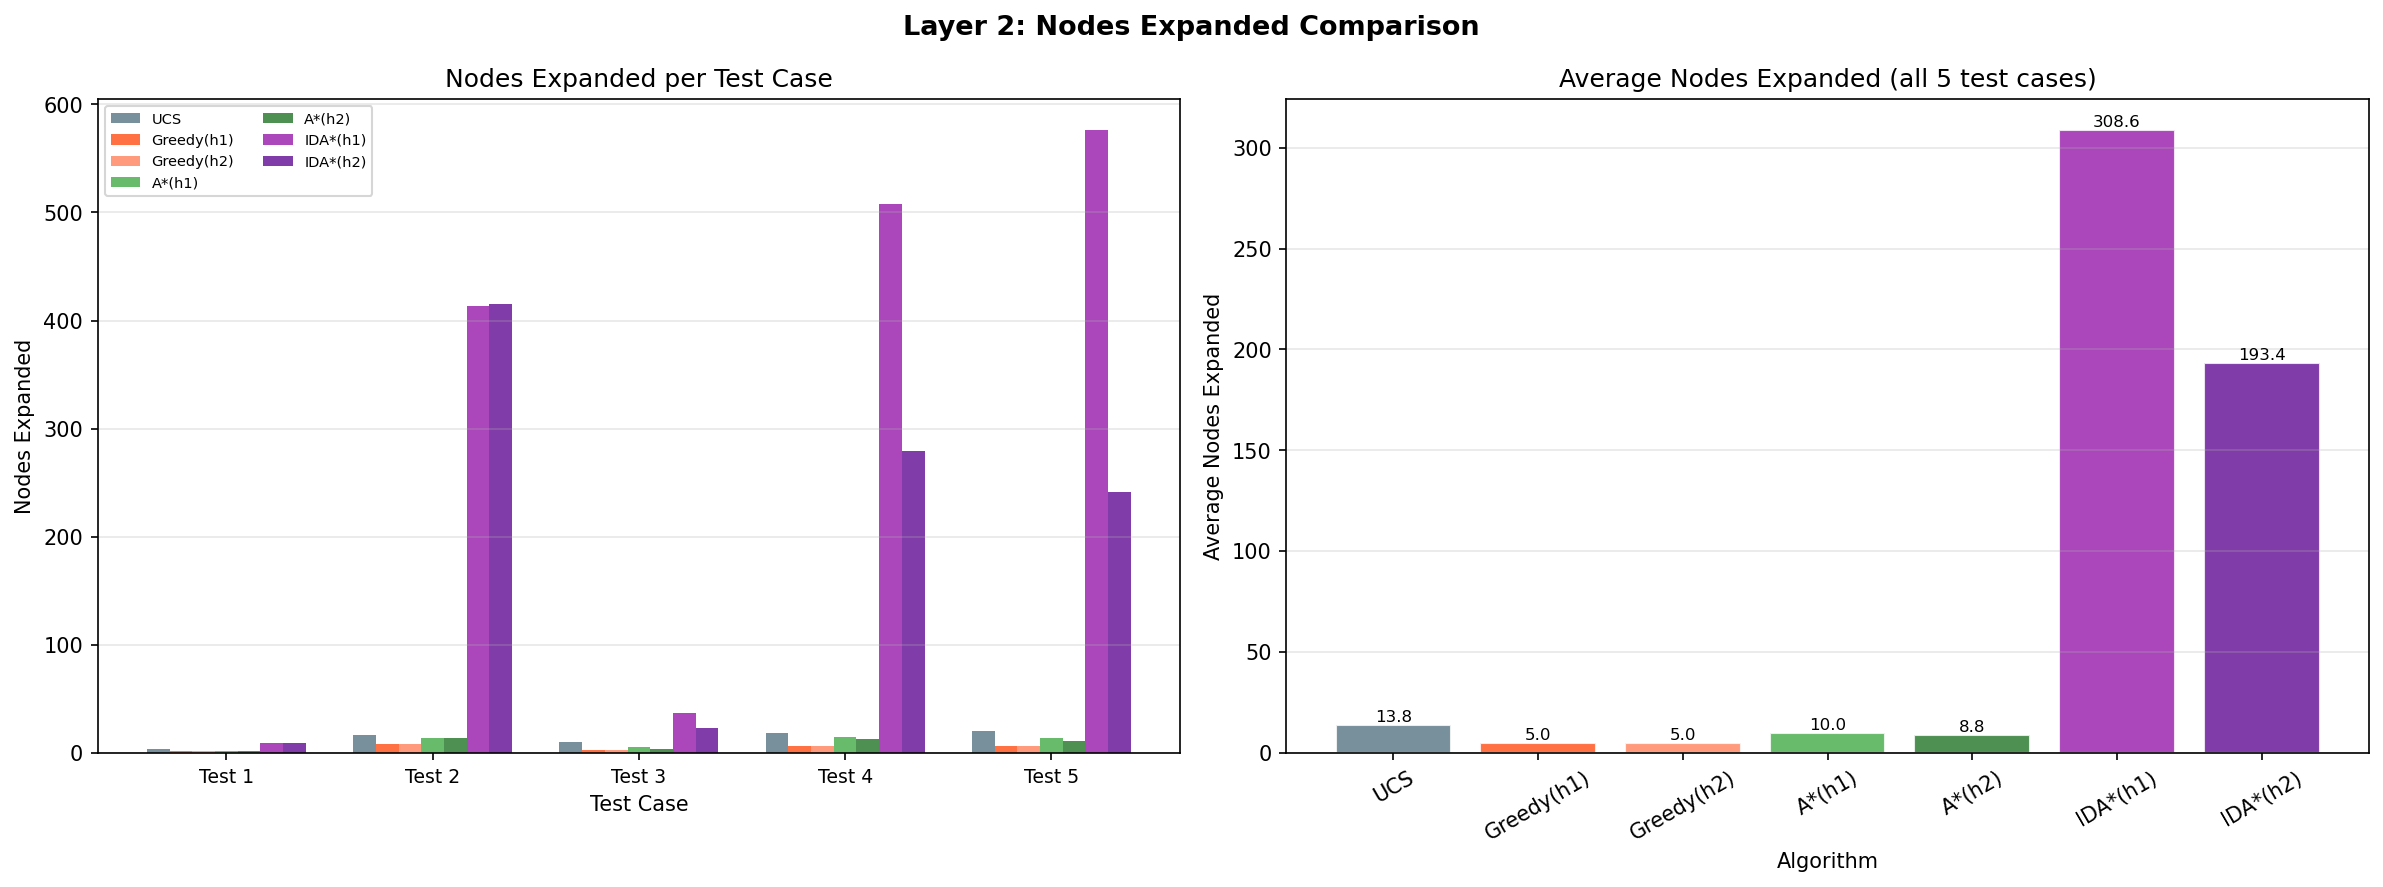 Layer 2: Nodes Expanded Comparison
Nodes Expanded per Test Case
Nodes Expanded
600
500
400
300
200
100
0
UCS
Greedy(h1)
Greedy(h2)
A*(h1)
A*(h2)
IDA*(h1)
IDA*(h2)
Test 1
Test 2
Test 3
Test 4
Test 5
Test Case
Average Nodes Expanded (all 5 test cases)
Average Nodes Expanded
300
250
200
150
100
50
0
13.8
5.0
5.0
10.0
8.8
308.6
193.4
UCS
Greedy(h1)
Greedy(h2)
A*(h1)
A*(h2)
IDA*(h1)
IDA*(h2)
Algorithm